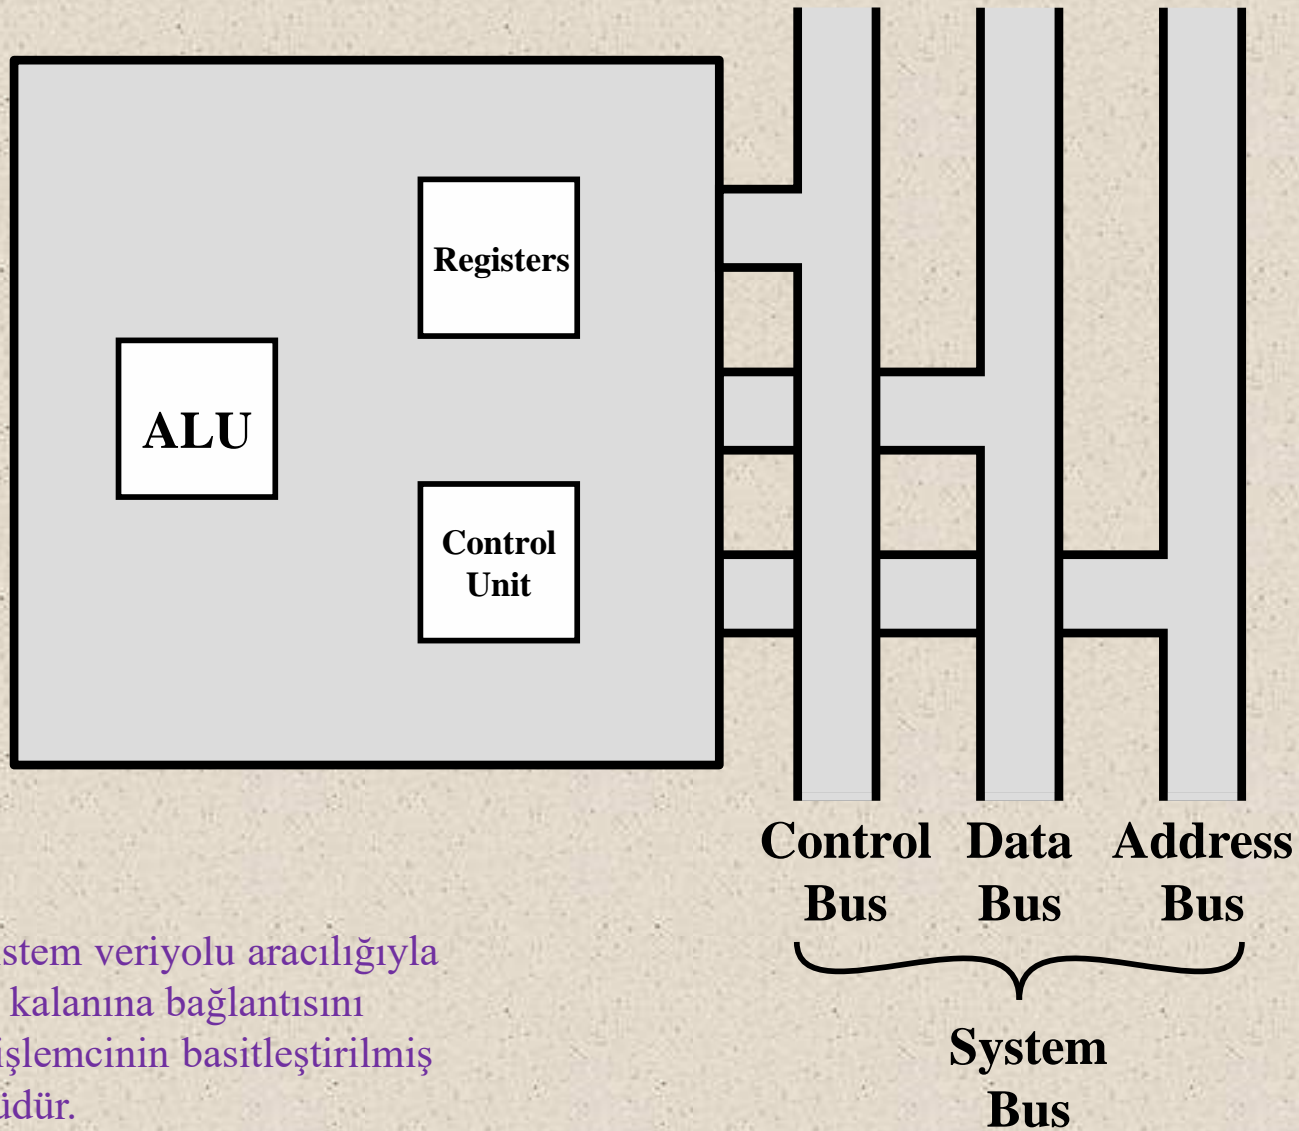 Registers
ALU
Control
Unit
Control Data Address
Bus Bus Bus
System
Bus
stem veriyolu aracılığıyla
kalanına bağlantısını
işlemcinin basitleştirilmiş
üdür.